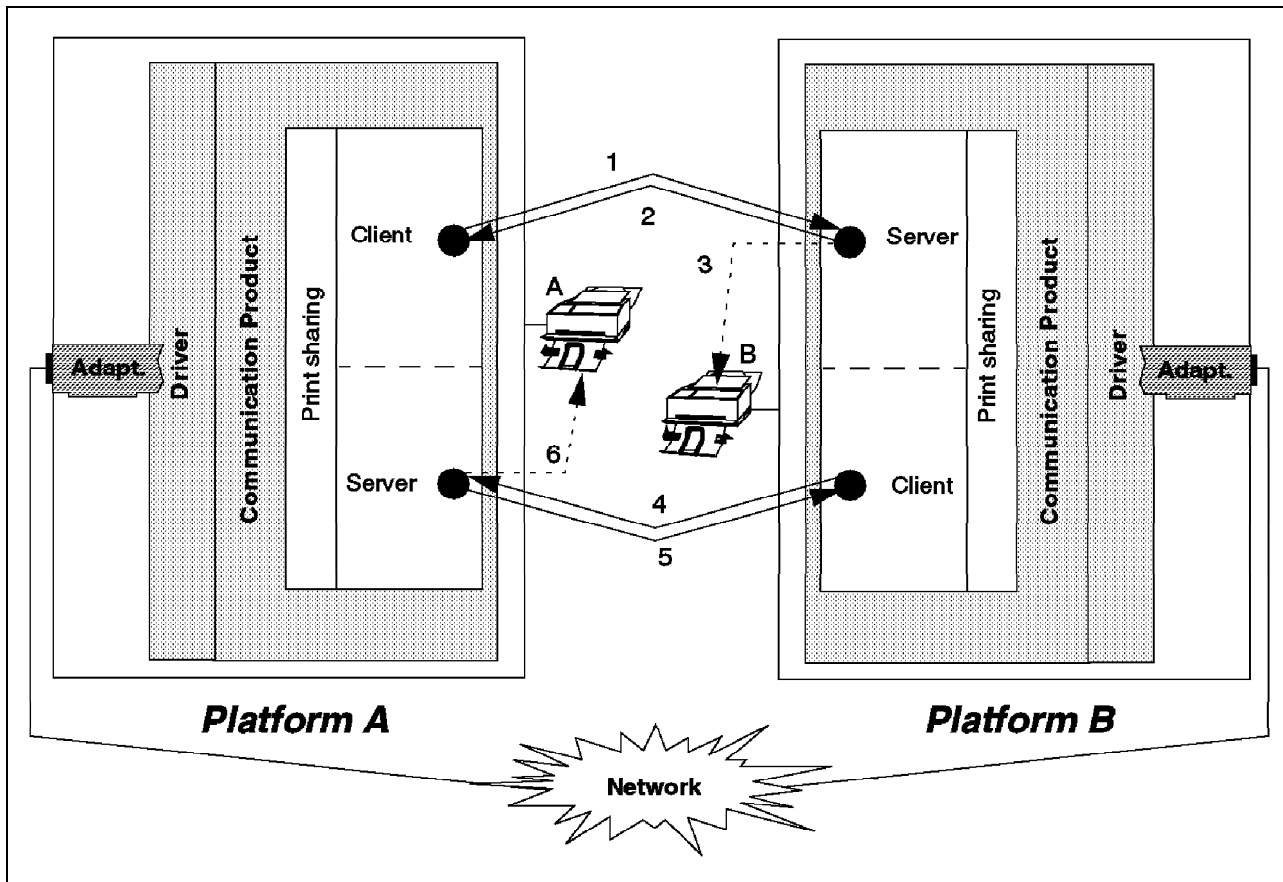 1
2
Client
Server
3
A
B
Driver
Communication Product
Print sharing
Adapt.
Print sharing
Communication Product
Driver
Adapt.
6
Server
4
Client
5
Platform A
Platform B
Network